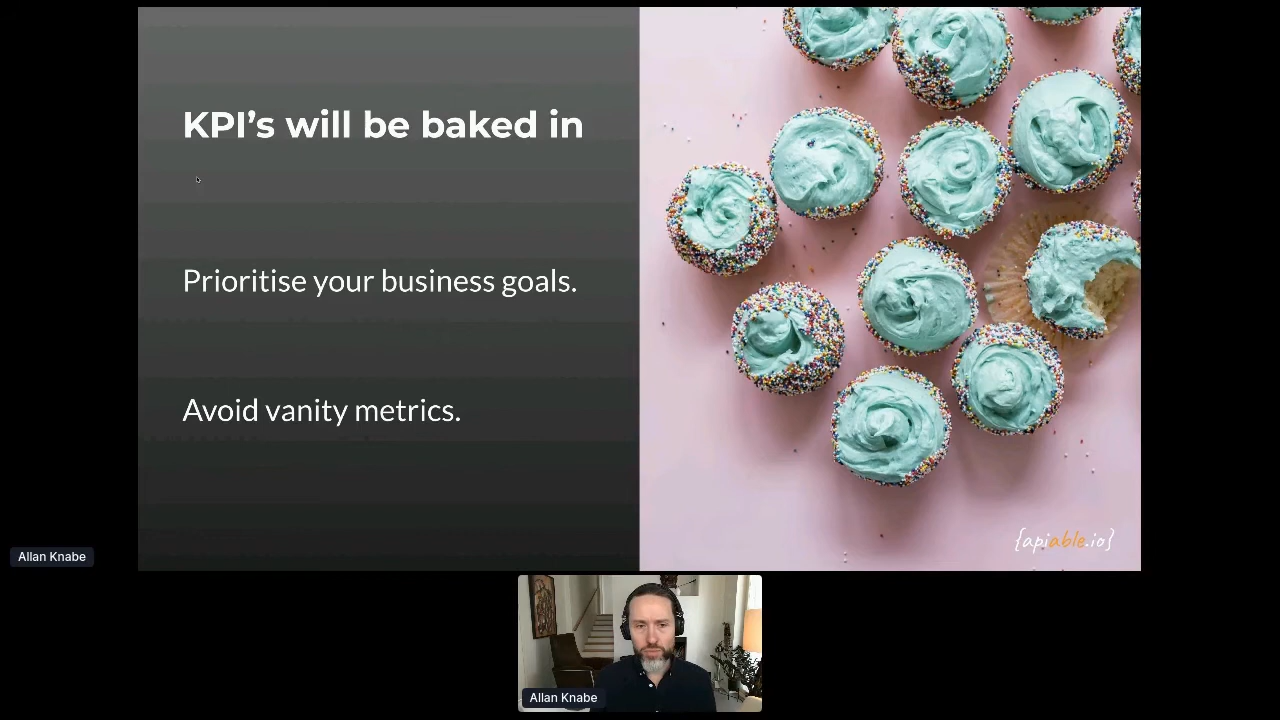 KPI’s will be baked in
Prioritise your business goals.
Avoid vanity metrics.
{apiable.io}
Allan Knabe
Allan Knabe